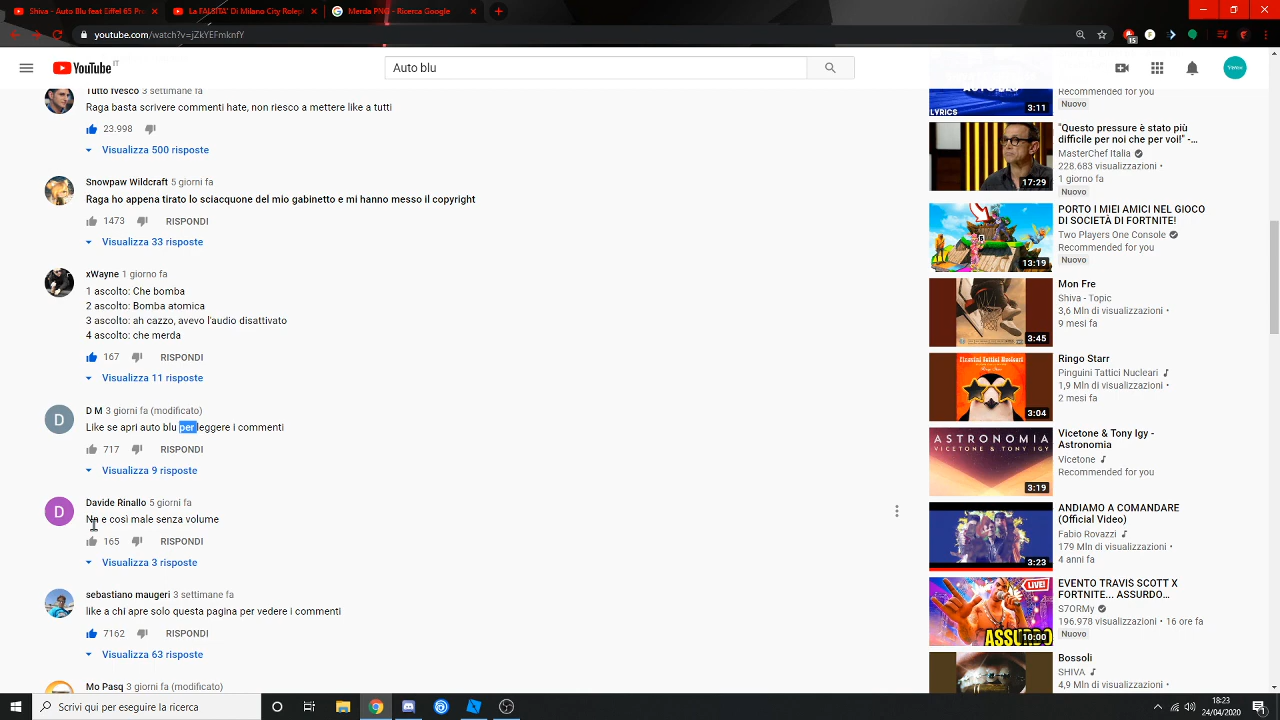 Shiva - Auto Blu feat Eiffel 65 Pro
La FALSITA' Di Milano City Rolepl
Merda PNG - Ricerca Google
youtube.com/watch?v=jZkYEFmknfY
15
YouTube IT
Auto blu
Tutto Ivesco 3 settimane fa
Raga basta scrivere commenti hate, non riesco a mettere like a tutti
23.998
Visualizza 500 risposte
Snowpaw Wildcraft 5 giorni fa
Raga ho appena tirato lo sciacquone del mio gabinetto e mi hanno messo il copyright
1473 RISPONDI
Visualizza 33 risposte
xWayne 1 giorno fa
1 ascolto: Che bomba
2 ascolto: Bomba atomica
3 ascolto: ah cazzo, avevo l'audio disattivato
4 ascolto: che merda
167 RISPONDI
Visualizza 11 risposte
D
D M 3 giorni fa (modificato)
Like se apri auto blu per leggere i commenti
717 RISPONDI
Visualizza 9 risposte
D
Davide Rinallo 5 giorni fa
Nn e così male senza volume
165 RISPONDI
Visualizza 3 risposte
sebastiano maugeri 3 settimane fa
like a chi apre solo questa pagina per vedere i commenti
7162 RISPONDI
Visualizza 63 risposte
Mo Pasq 3 giorni fa (modificato)
LYRICS
3:11
Recommended for you
Nuovo
17:29
"Questo pressure è stato più
difficile per noi che per voi!" -...
MasterChef Italia
228.683 visualizzazioni •
1 giorno fa
Nuovo
13:19
PORTO I MIEI AMICI NEL GIOCO
DI SOCIETÀ DI FORTNITE!
Two Players One Console
Recommended for you
Nuovo
3:45
Mon Fre
Shiva - Topic
3,6 Mln di visualizzazioni •
9 mesi fa
Pinguini Tattici Nucleari
3:04
Ringo Starr
Pinguini Tattici Nucleari
1,9 Mln di visualizzazioni •
2 mesi fa
ASTRONOMIA
VICETONE & TONY IGY
3:19
Vicetone & Tony Igy -
Astronomia
Vicetone
Recommended for you
3:23
ANDIAMO A COMANDARE
(Official Video)
Fabio Rovazzi
179 Mln di visualizzazioni •
4 anni fa
LIVE!
ASSURDO
10:00
EVENTO TRAVIS SCOTT X
FORTNITE... ASSURDO...
S7ORMy
196.978 visualizzazioni • 16 ore fa
Nuovo
Bossoli
SHIVA
4,9 Mln di visualizzazioni •
Scrivi qui per eseguire la ricerca
18:23
24/04/2020